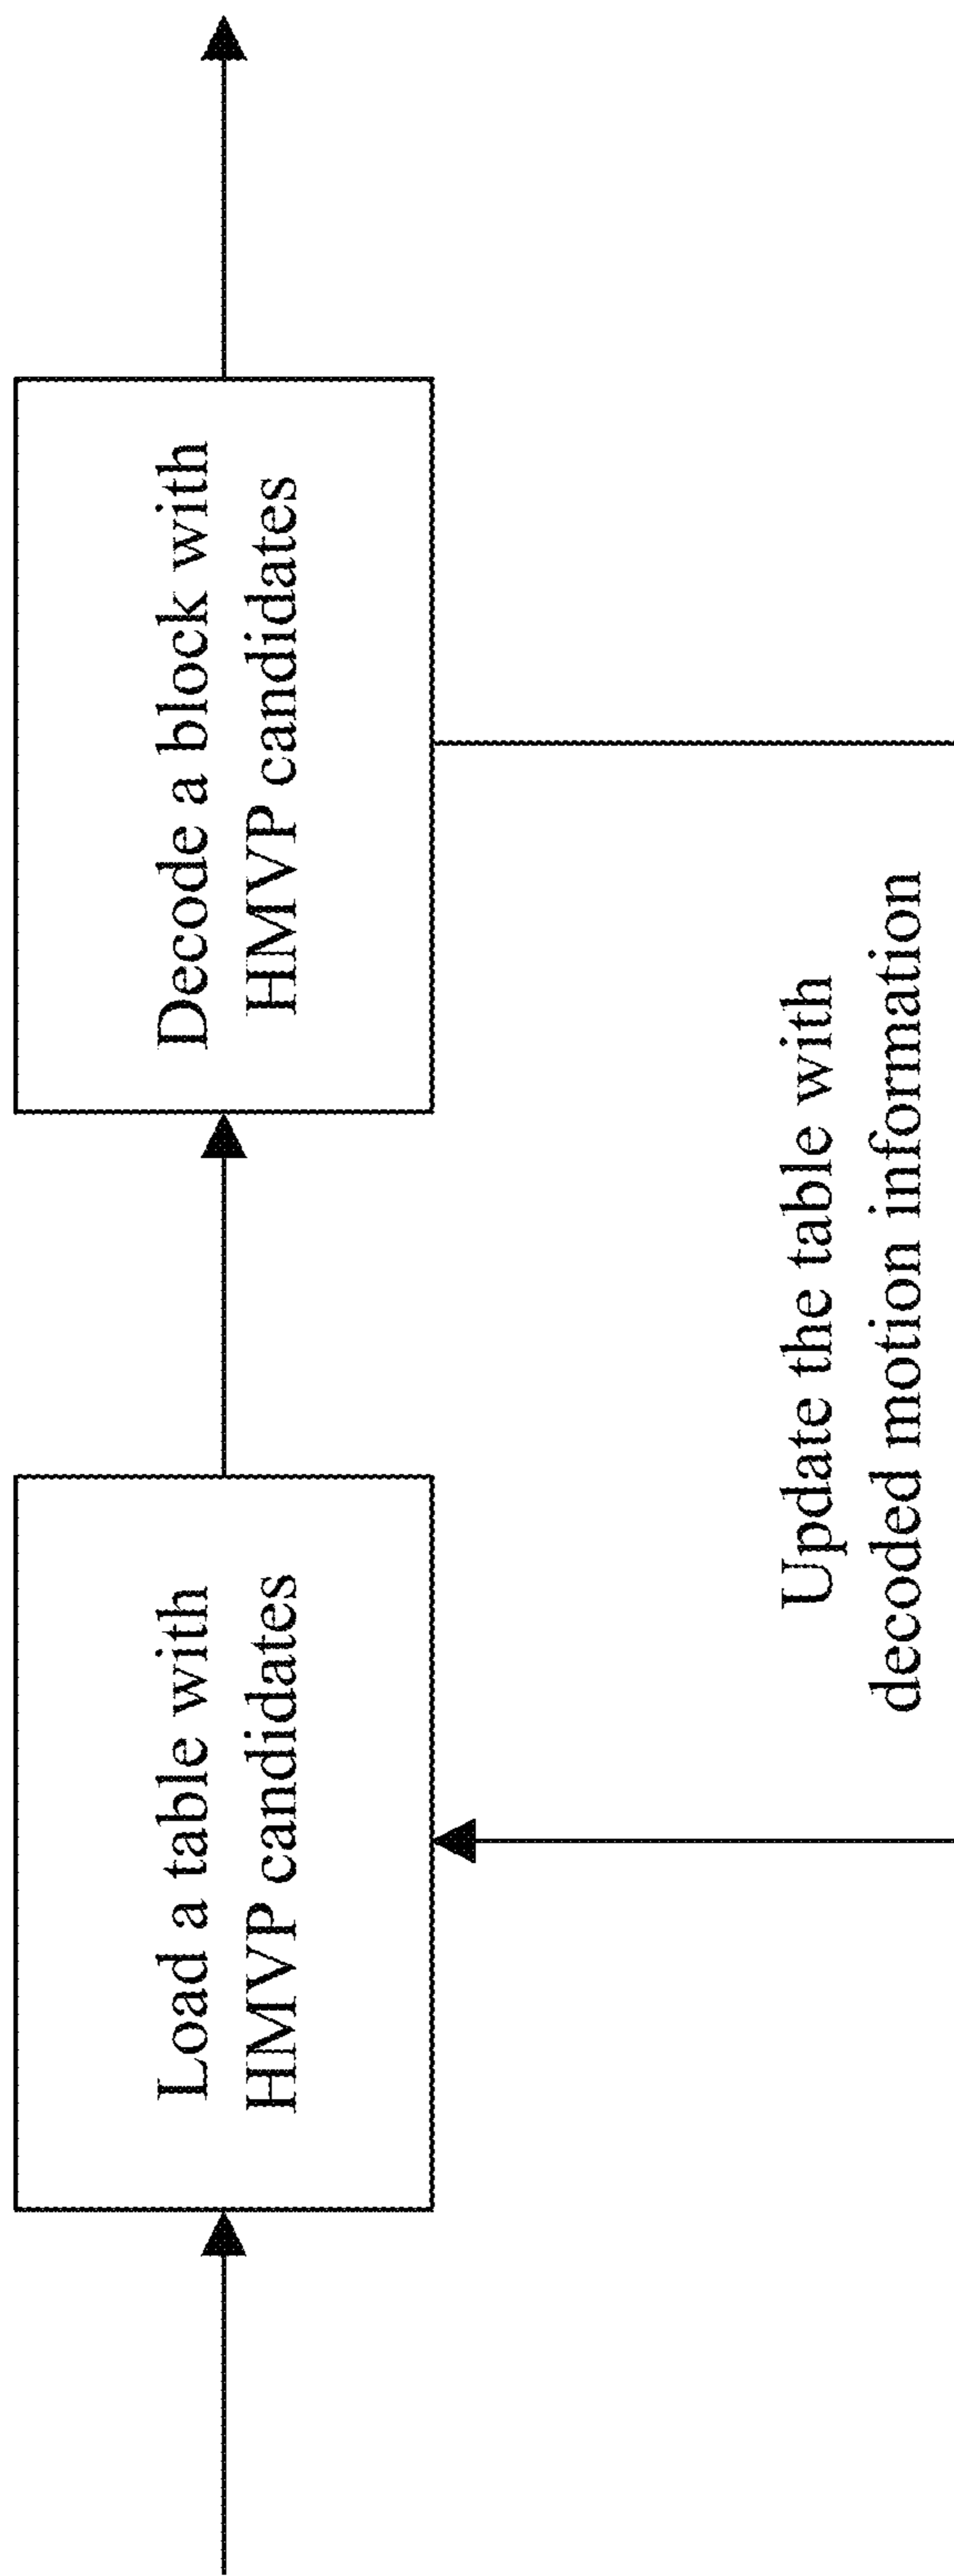 Load a table with
HMVP candidates
Decode a block with
HMVP candidates
Update the table with
decoded motion information